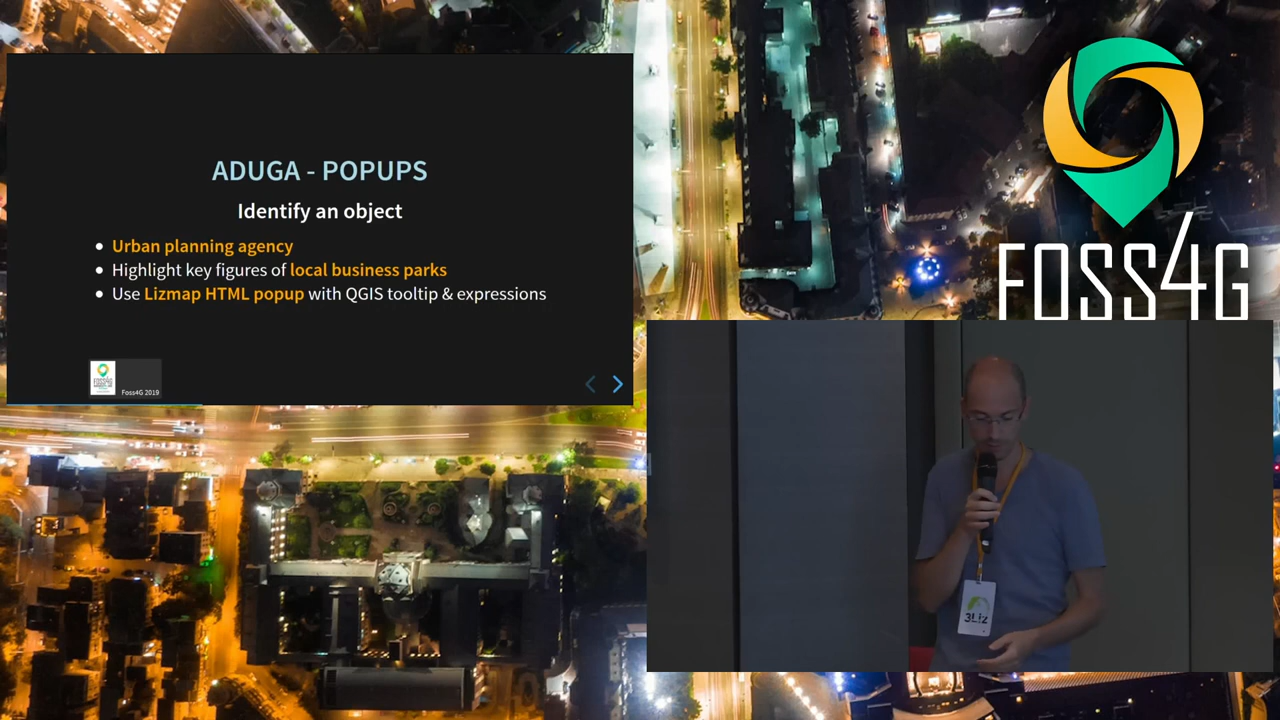 ADUGA - POPUPS
Identify an object
Urban planning agency
Highlight key figures of local business parks
Use Lizmap HTML popup with QGIS tooltip & expressions
Foss4G 2019
FOSS4G
3Liz